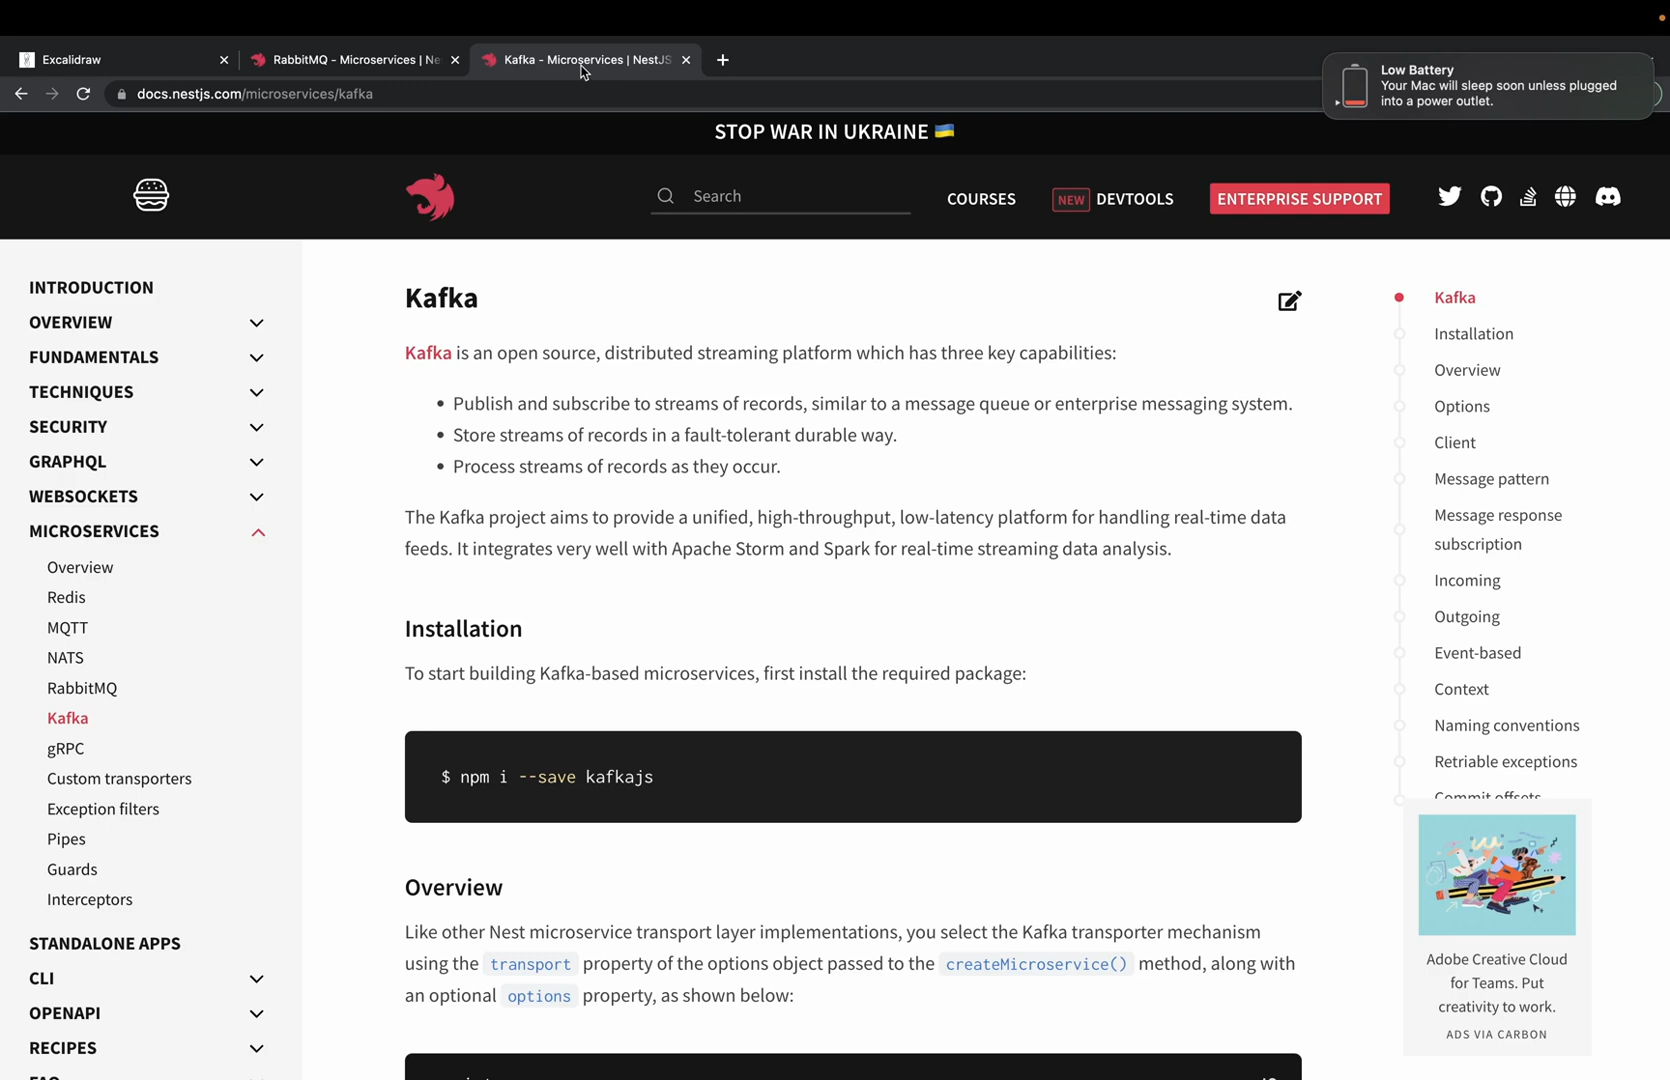 Excalidraw
RabbitMQ - Microservices | Ne
Kafka - Microservices | NestJS
docs.nestjs.com/microservices/kafka
Low Battery
Your Mac will sleep soon unless plugged
into a power outlet.
STOP WAR IN UKRAINE 🇺🇦
Search
COURSES
NEW DEVTOOLS
ENTERPRISE SUPPORT
INTRODUCTION
OVERVIEW
FUNDAMENTALS
TECHNIQUES
SECURITY
GRAPHQL
WEBSOCKETS
MICROSERVICES
Overview
Redis
MQTT
NATS
RabbitMQ
Kafka
gRPC
Custom transporters
Exception filters
Pipes
Guards
Interceptors
STANDALONE APPS
CLI
OPENAPI
RECIPES
Kafka
Kafka is an open source, distributed streaming platform which has three key capabilities:
• Publish and subscribe to streams of records, similar to a message queue or enterprise messaging system.
• Store streams of records in a fault-tolerant durable way.
• Process streams of records as they occur.
The Kafka project aims to provide a unified, high-throughput, low-latency platform for handling real-time data
feeds. It integrates very well with Apache Storm and Spark for real-time streaming data analysis.
Installation
To start building Kafka-based microservices, first install the required package:
$ npm i --save kafkajs
Overview
Like other Nest microservice transport layer implementations, you select the Kafka transporter mechanism
using the transport property of the options object passed to the createMicroservice() method, along with
an optional options property, as shown below:
Kafka
Installation
Overview
Options
Client
Message pattern
Message response
subscription
Incoming
Outgoing
Event-based
Context
Naming conventions
Retriable exceptions
Commit offsets
Adobe Creative Cloud
for Teams. Put
creativity to work.
ADS VIA CARBON